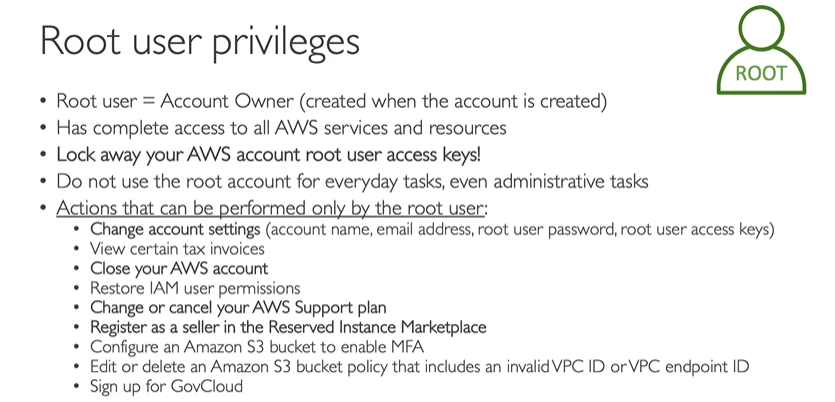 Root user privileges
ROOT
• Root user = Account Owner (created when the account is created)
• Has complete access to all AWS services and resources
• Lock away your AWS account root user access keys!
• Do not use the root account for everyday tasks, even administrative tasks
• Actions that can be performed only by the root user:
• Change account settings (account name, email address, root user password, root user access keys)
• View certain tax invoices
• Close your AWS account
• Restore IAM user permissions
• Change or cancel your AWS Support plan
• Register as a seller in the Reserved Instance Marketplace
• Configure an Amazon S3 bucket to enable MFA
• Edit or delete an Amazon S3 bucket policy that includes an invalid VPC ID or VPC endpoint ID
• Sign up for GovCloud